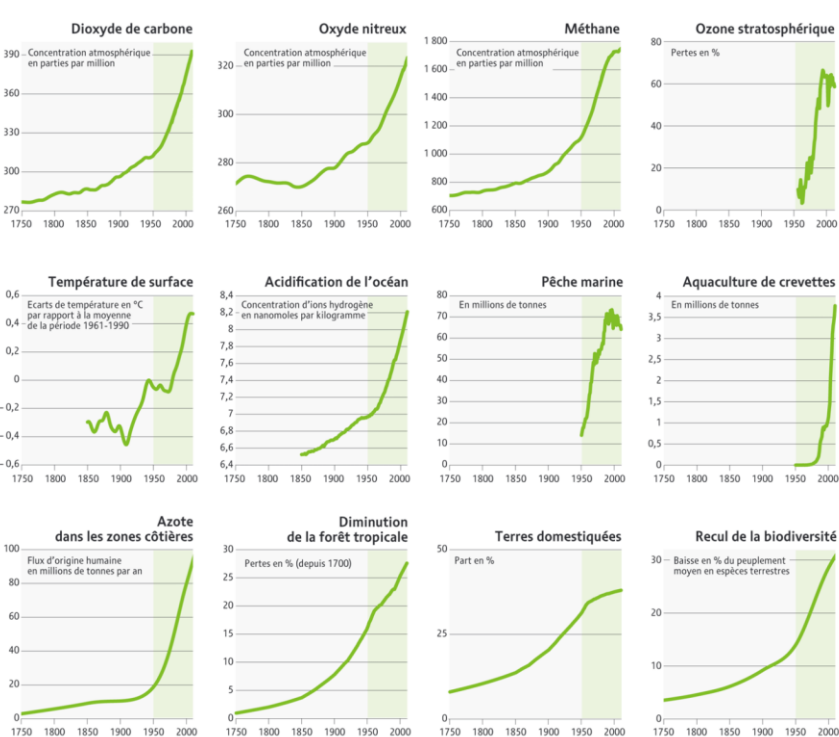 Dioxyde de carbone
Concentration atmosphérique
en parties par million
390
360
330
300
270
1750 1800 1850 1900 1950 2000
Oxyde nitreux
Concentration atmosphérique
en parties par million
320
300
280
260
1750 1800 1850 1900 1950 2000
Méthane
Concentration atmosphérique
en parties par million
1 800
1 600
1 400
1 200
1 000
800
600
1750 1800 1850 1900 1950 2000
Ozone stratosphérique
Pertes en %
80
60
40
20
0
1750 1800 1850 1900 1950 2000
Température de surface
Ecarts de température en °C
par rapport à la moyenne
de la période 1961-1990
0,6
0,4
0,2
0
- 0,2
- 0,4
- 0,6
1750 1800 1850 1900 1950 2000
Acidification de l'océan
Concentration d'ions hydrogène
en nanomoles par kilogramme
8,4
8,2
8
7,8
7,6
7,4
7,2
7
6,8
6,6
6,4
1750 1800 1850 1900 1950 2000
Pêche marine
En millions de tonnes
80
70
60
50
40
30
20
10
0
1750 1800 1850 1900 1950 2000
Aquaculture de crevettes
En millions de tonnes
4
3,5
3
2,5
2
1,5
1
0,5
0
1750 1800 1850 1900 1950 2000
Azote
dans les zones côtières
Flux d'origine humaine
en millions de tonnes par an
100
80
60
40
20
0
1750 1800 1850 1900 1950 2000
Diminution
de la forêt tropicale
Pertes en % (depuis 1700)
30
25
20
15
10
5
0
1750 1800 1850 1900 1950 2000
Terres domestiquées
Part en %
50
25
0
1750 1800 1850 1900 1950 2000
Recul de la biodiversité
Baisse en % du peuplement
moyen en espèces terrestres
30
20
10
0
1750 1800 1850 1900 1950 2000